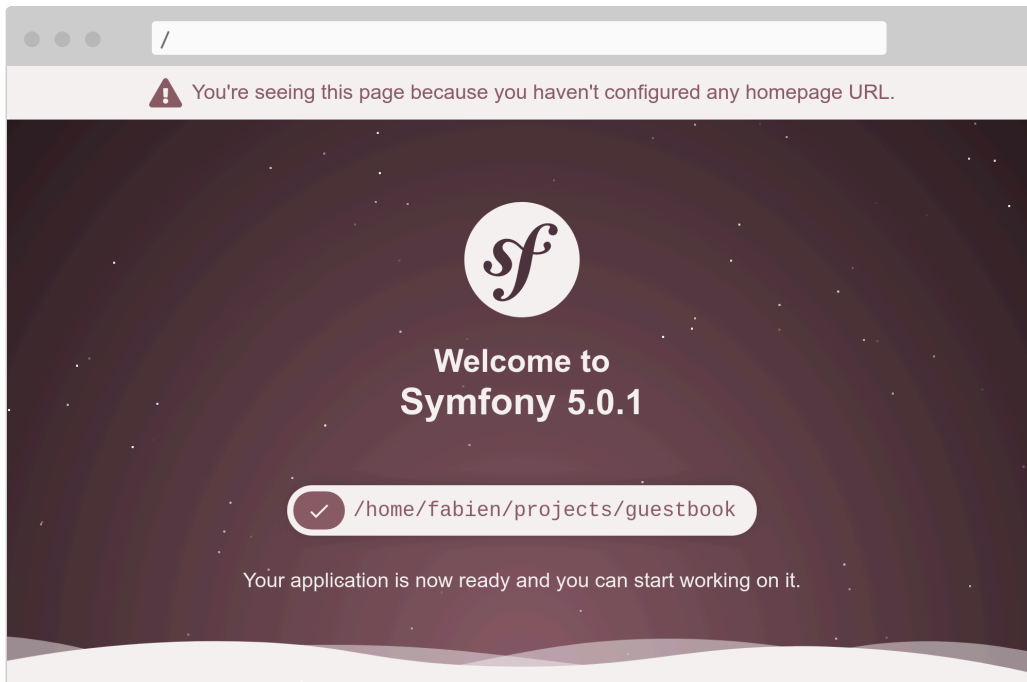 /
You're seeing this page because you haven't configured any homepage URL.
sf
Welcome to
Symfony 5.0.1
/home/fabien/projects/guestbook
Your application is now ready and you can start working on it.